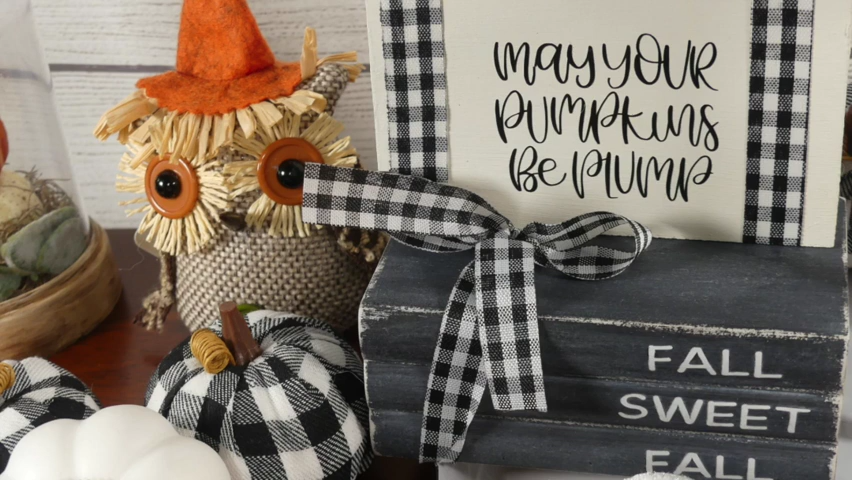 may your
pumpkins
Be plump
FALL
SWEET
FALL